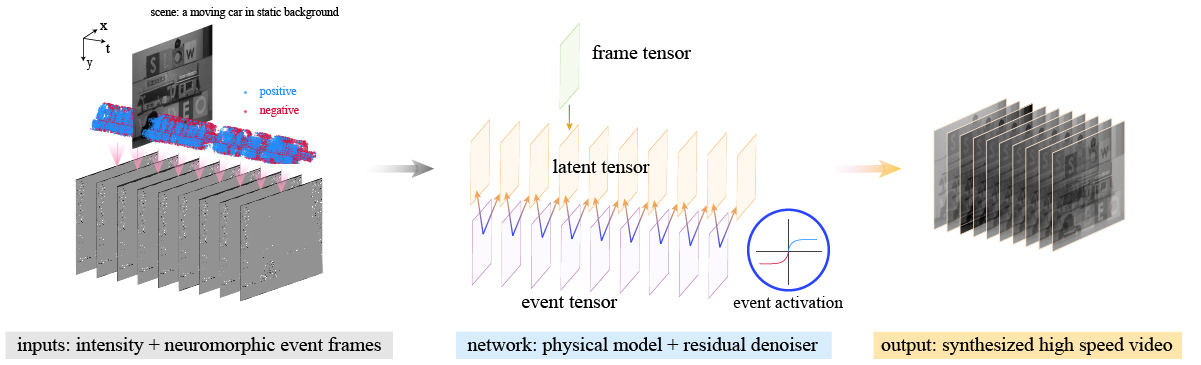 scene: a moving car in static background
x
t
y
SHOW
positive
negative
frame tensor
latent tensor
event tensor
event activation
inputs: intensity + neuromorphic event frames
network: physical model + residual denoiser
output: synthesized high speed video